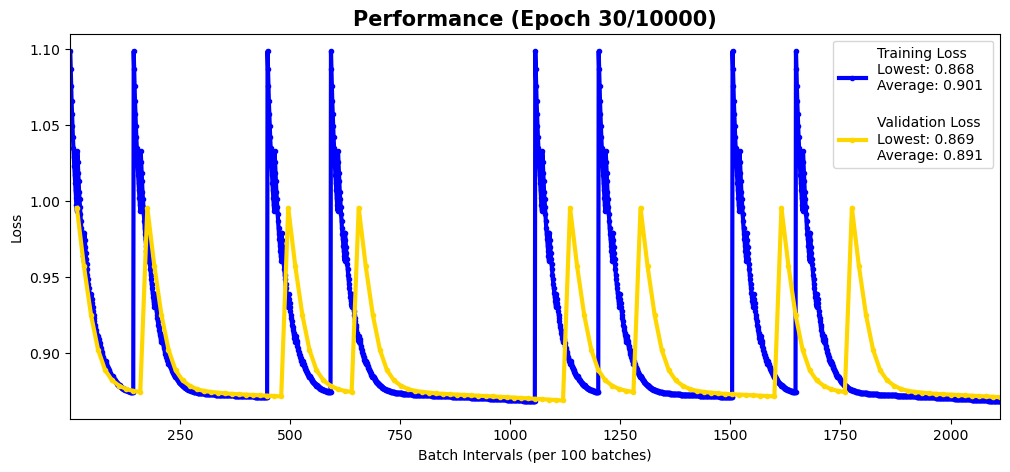 Performance (Epoch 30/10000)
Training Loss
Lowest: 0.868
Average: 0.901
Validation Loss
Lowest: 0.869
Average: 0.891
Loss
1.10
1.05
1.00
0.95
0.90
250
500
750
1000
1250
1500
1750
2000
Batch Intervals (per 100 batches)